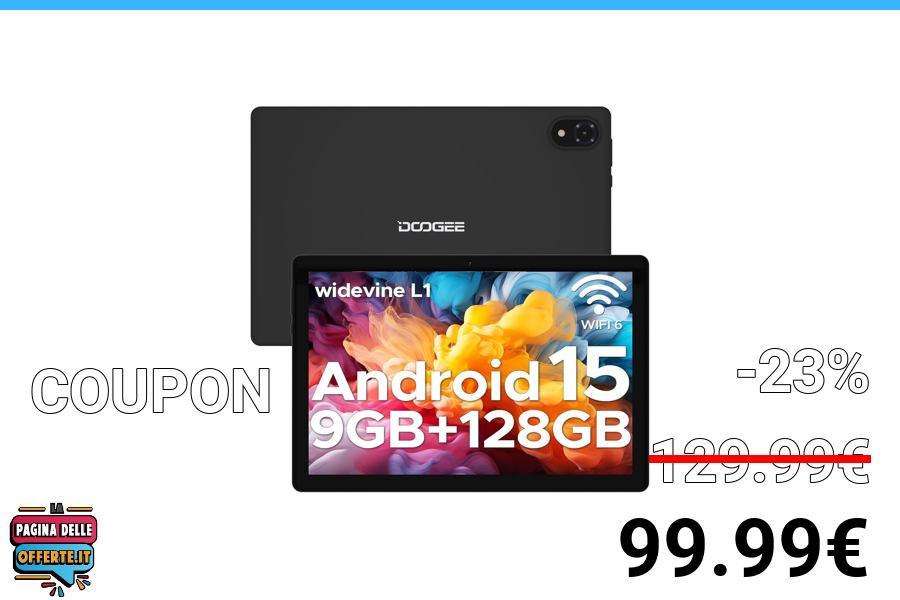 DOOGEE
widevine L1
WIFI 6
Android 15
9GB+128GB
COUPON
-23%
129.99€
99.99€
LA
PAGINA DELLE
OFFERTE.IT